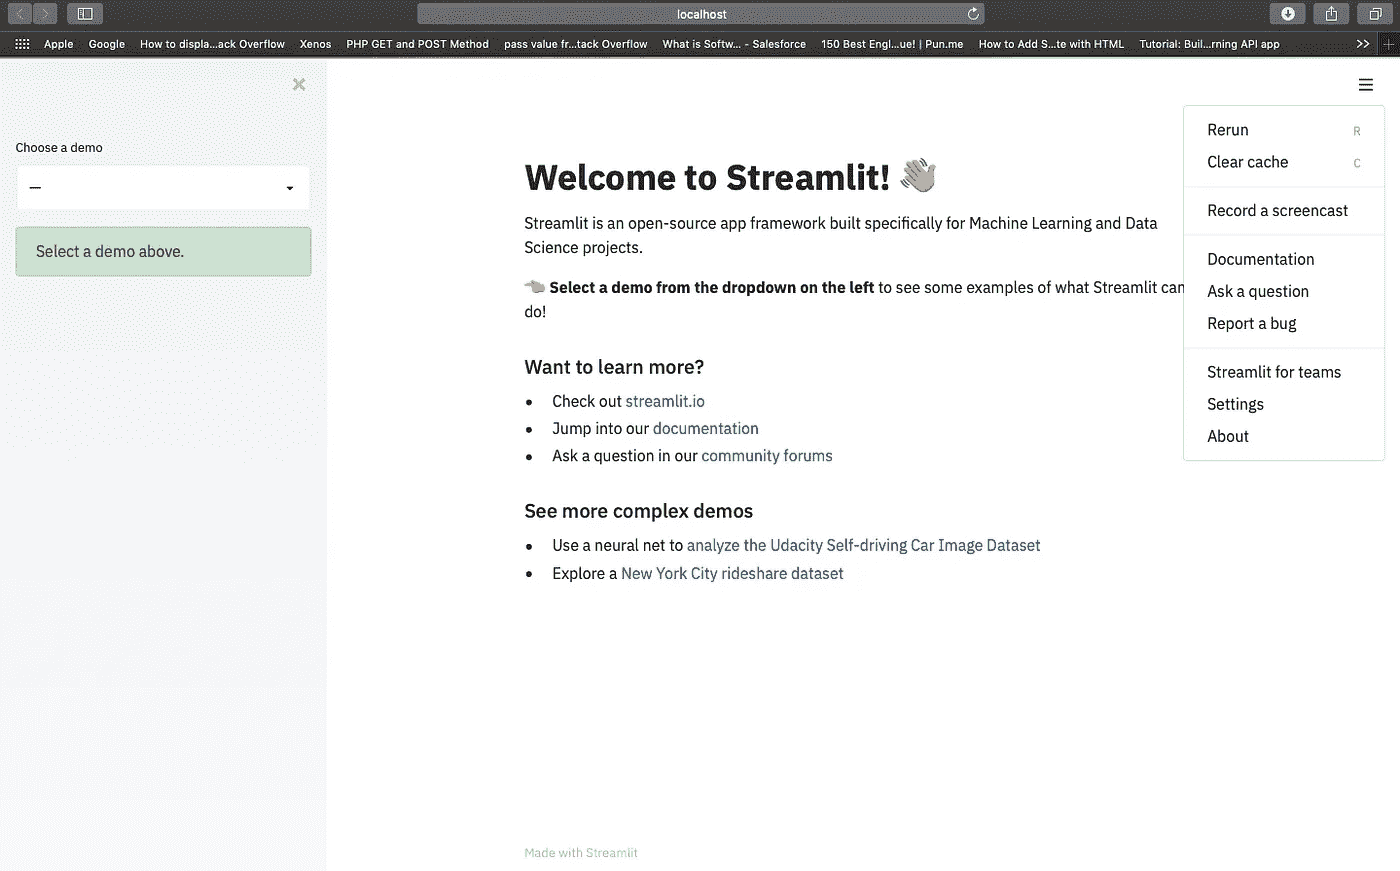 localhost
Apple Google How to displa...ack Overflow Xenos PHP GET and POST Method pass value fr...tack Overflow What is Softw... - Salesforce 150 Best Engl...ue! | Pun.me How to Add S...te with HTML Tutorial: Buil...rning API app >>
Choose a demo
—
Select a demo above.
Welcome to Streamlit! 👋
Streamlit is an open-source app framework built specifically for Machine Learning and Data
Science projects.
👈 Select a demo from the dropdown on the left to see some examples of what Streamlit can
do!
Want to learn more?
• Check out streamlit.io
• Jump into our documentation
• Ask a question in our community forums
See more complex demos
• Use a neural net to analyze the Udacity Self-driving Car Image Dataset
• Explore a New York City rideshare dataset
Made with Streamlit
Rerun R
Clear cache C
Record a screencast
Documentation
Ask a question
Report a bug
Streamlit for teams
Settings
About